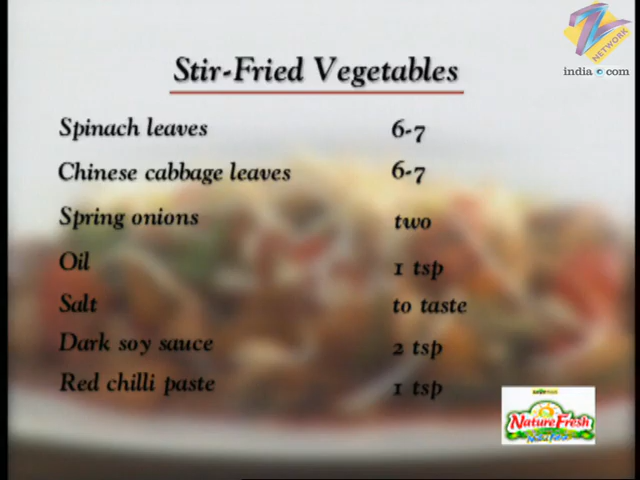 Z
NETWORK
india com
Stir-Fried Vegetables
Spinach leaves 6-7
Chinese cabbage leaves 6-7
Spring onions two
Oil 1 tsp
Salt to taste
Dark soy sauce 2 tsp
Red chilli paste 1 tsp
Nature Fresh